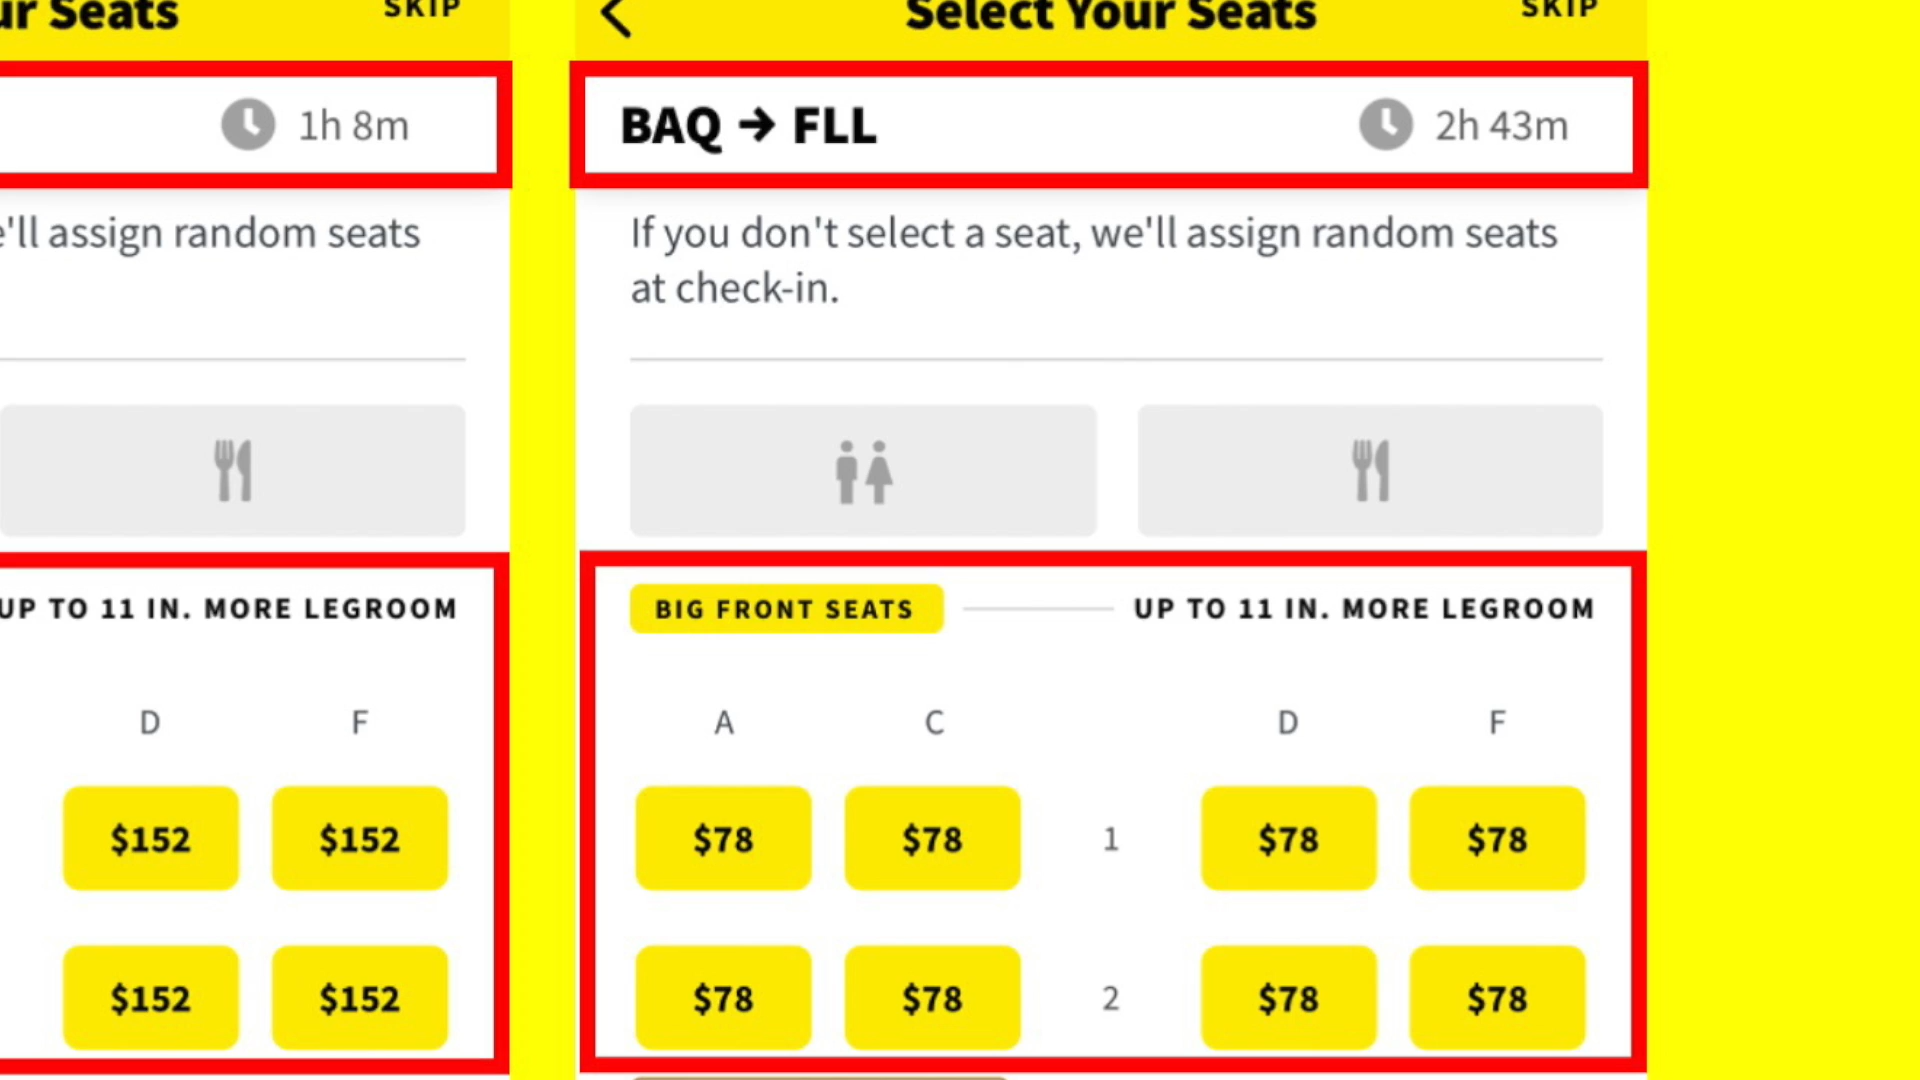 ur Seats
SKIP
1h 8m
e'll assign random seats
UP TO 11 IN. MORE LEGROOM
D F
$152 $152
$152 $152
Select Your Seats
SKIP
BAQ → FLL
2h 43m
If you don't select a seat, we'll assign random seats
at check-in.
BIG FRONT SEATS
UP TO 11 IN. MORE LEGROOM
A C D F
$78 $78 1 $78 $78
$78 $78 2 $78 $78